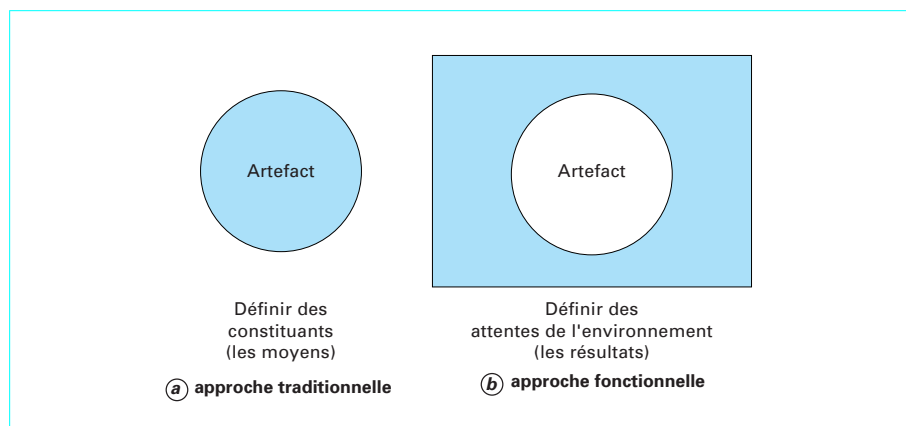 Artefact
Définir des
constituants
(les moyens)
a approche traditionnelle
Artefact
Définir des
attentes de l'environnement
(les résultats)
b approche fonctionnelle